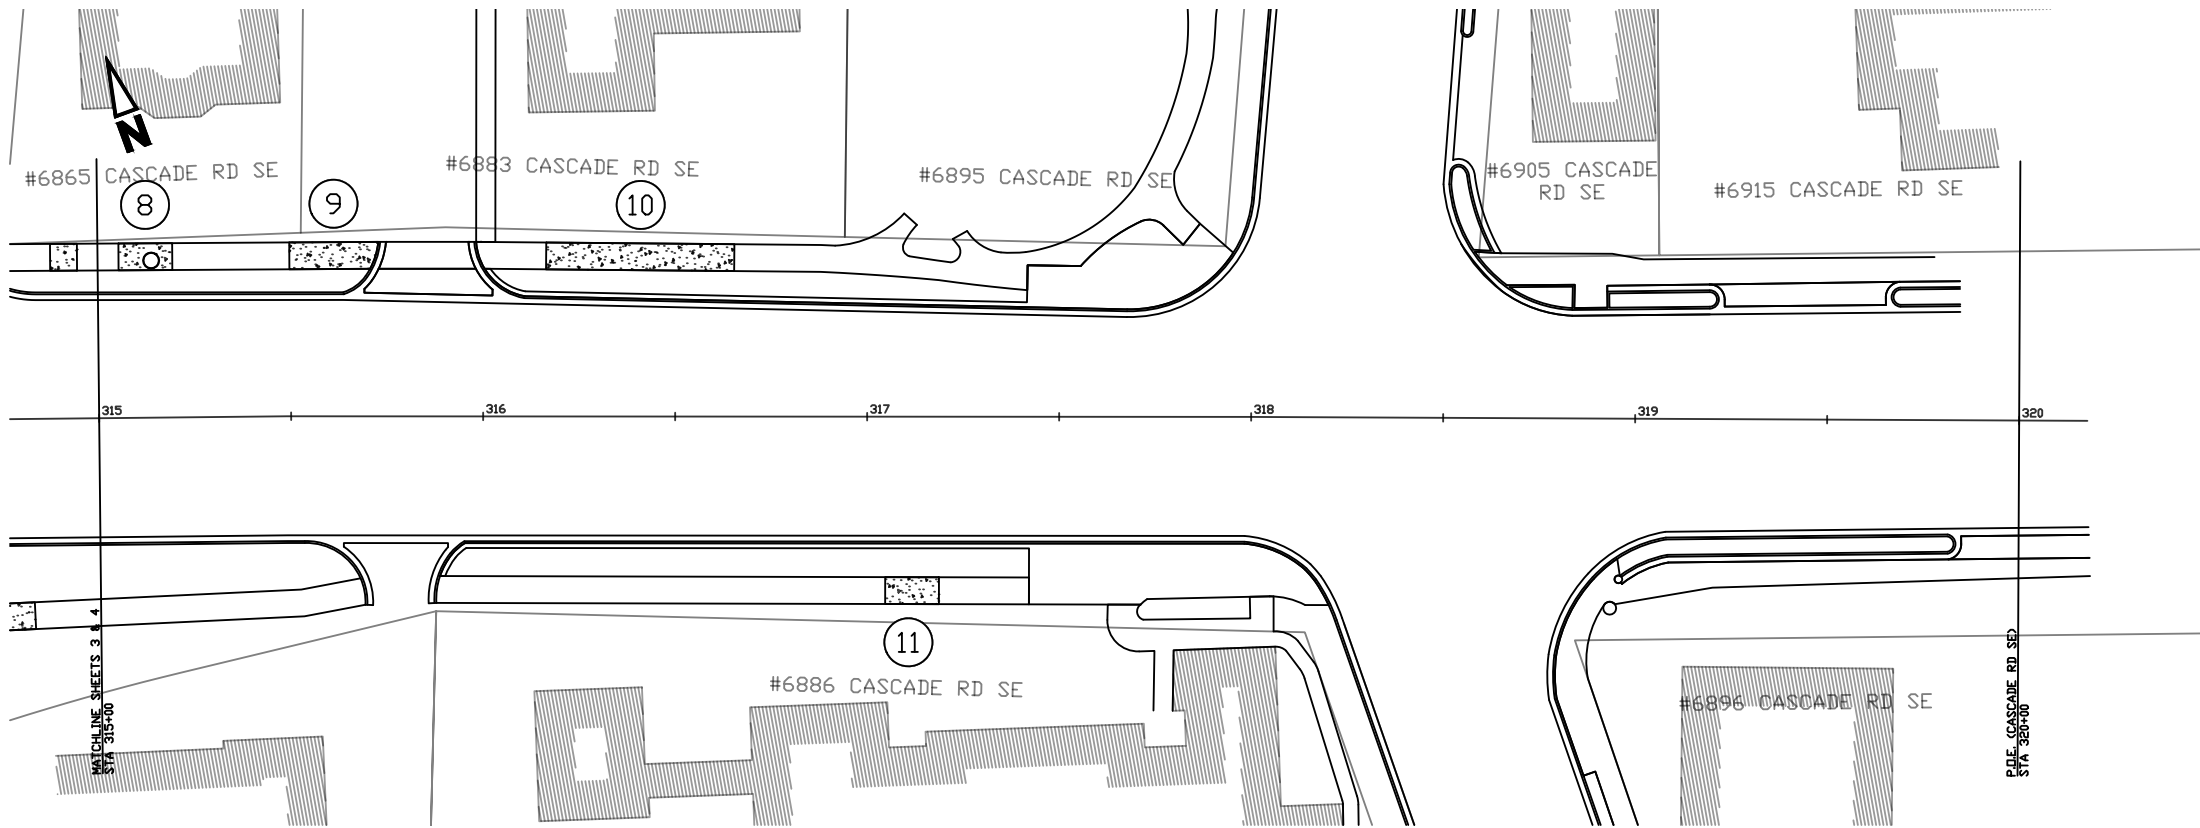 N
#6865 CASCADE RD SE
#6883 CASCADE RD SE
#6895 CASCADE RD SE
#6905 CASCADE
RD SE
#6915 CASCADE RD SE
8
9
10
315
316
317
318
319
320
11
#6886 CASCADE RD SE
#6896 CASCADE RD SE
MATCHLINE SHEETS 3 & 4
STA 315+00
P.O.E. (CASCADE RD SE)
STA 320+00